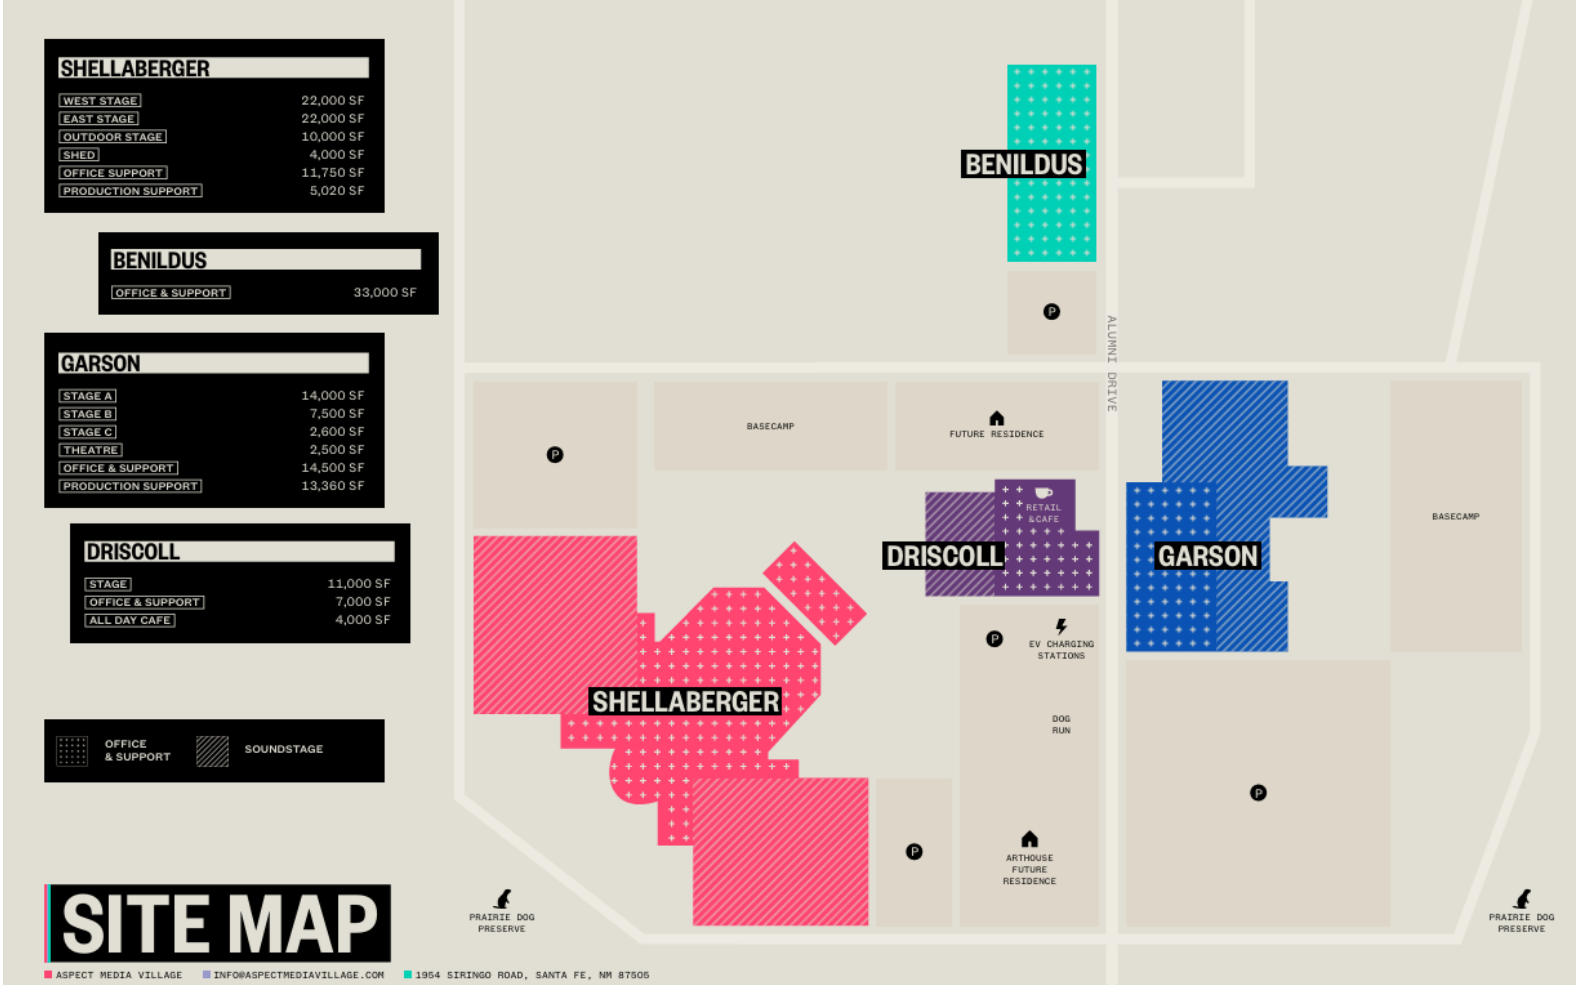 SHELLABERGER
WEST STAGE 22,000 SF
EAST STAGE 22,000 SF
OUTDOOR STAGE 10,000 SF
SHED 4,000 SF
OFFICE SUPPORT 11,750 SF
PRODUCTION SUPPORT 5,020 SF
BENILDUS
OFFICE & SUPPORT 33,000 SF
GARSON
STAGE A 14,000 SF
STAGE B 7,500 SF
STAGE C 2,600 SF
THEATRE 2,500 SF
OFFICE & SUPPORT 14,500 SF
PRODUCTION SUPPORT 13,360 SF
DRISCOLL
STAGE 11,000 SF
OFFICE & SUPPORT 7,000 SF
ALL DAY CAFE 4,000 SF
OFFICE
& SUPPORT
SOUNDSTAGE
BENILDUS
P
ALUMNI DRIVE
P
BASECAMP
FUTURE RESIDENCE
RETAIL
&CAFE
DRISCOLL
GARSON
BASECAMP
SHELLABERGER
P
EV CHARGING
STATIONS
DOG
RUN
P
P
ARTHOUSE
FUTURE
RESIDENCE
PRAIRIE DOG
PRESERVE
PRAIRIE DOG
PRESERVE
SITE MAP
ASPECT MEDIA VILLAGE INFO@ASPECTMEDIAVILLAGE.COM 1954 SIRINGO ROAD, SANTA FE, NM 87505